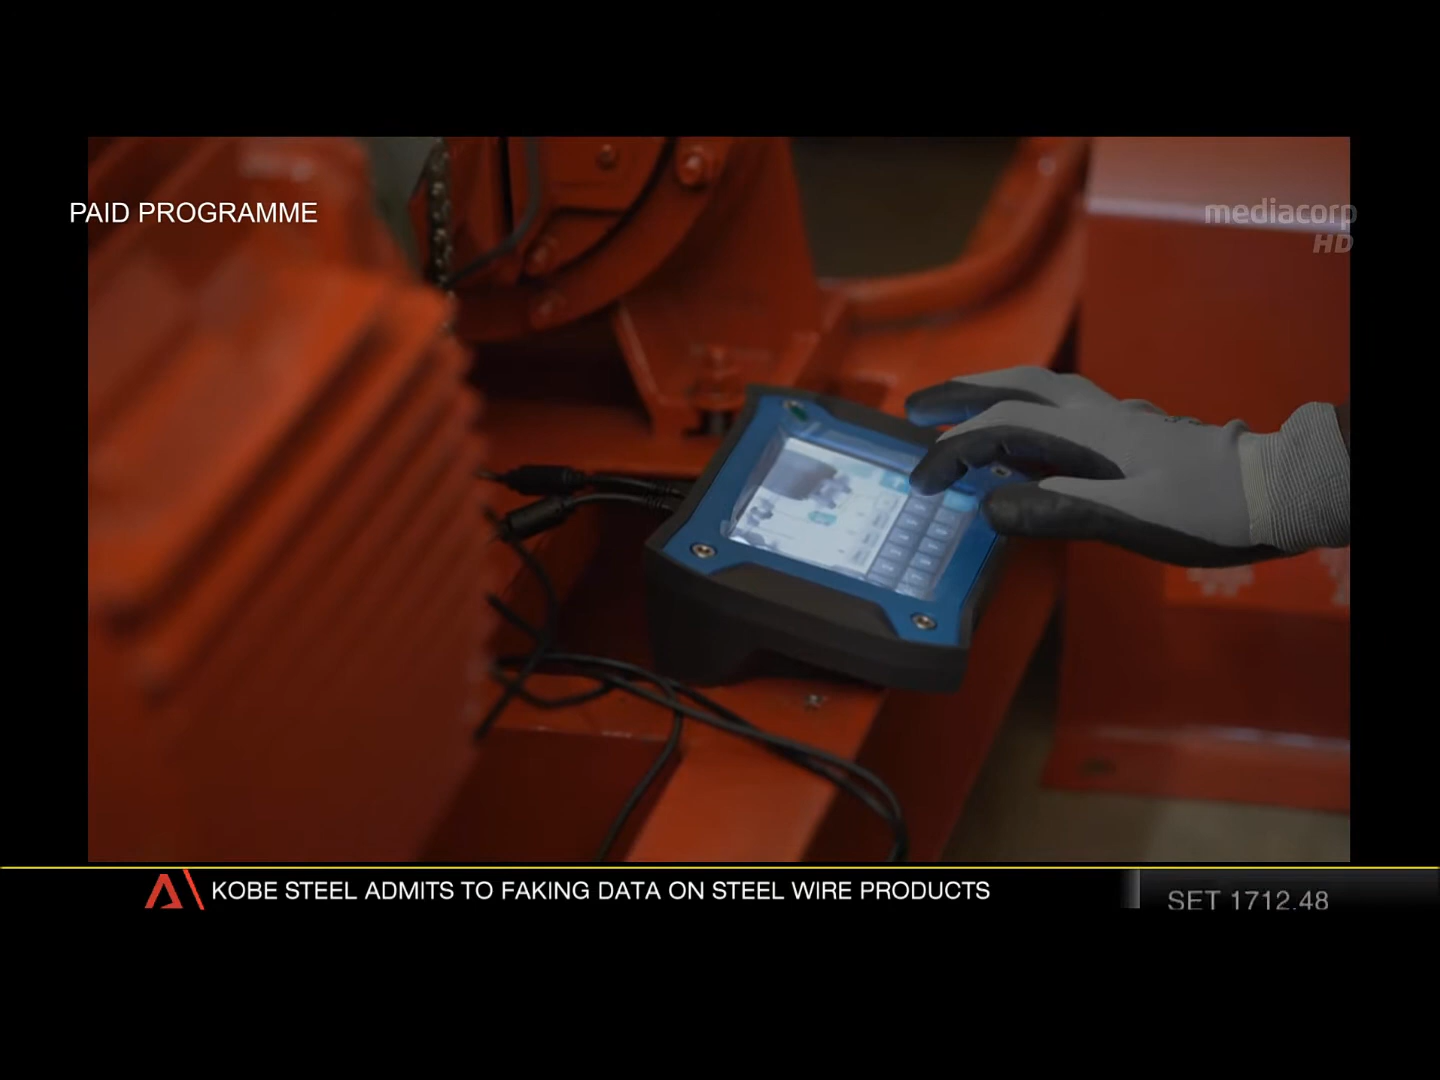 PAID PROGRAMME
mediacorp
HD
KOBE STEEL ADMITS TO FAKING DATA ON STEEL WIRE PRODUCTS
SET 1712.48